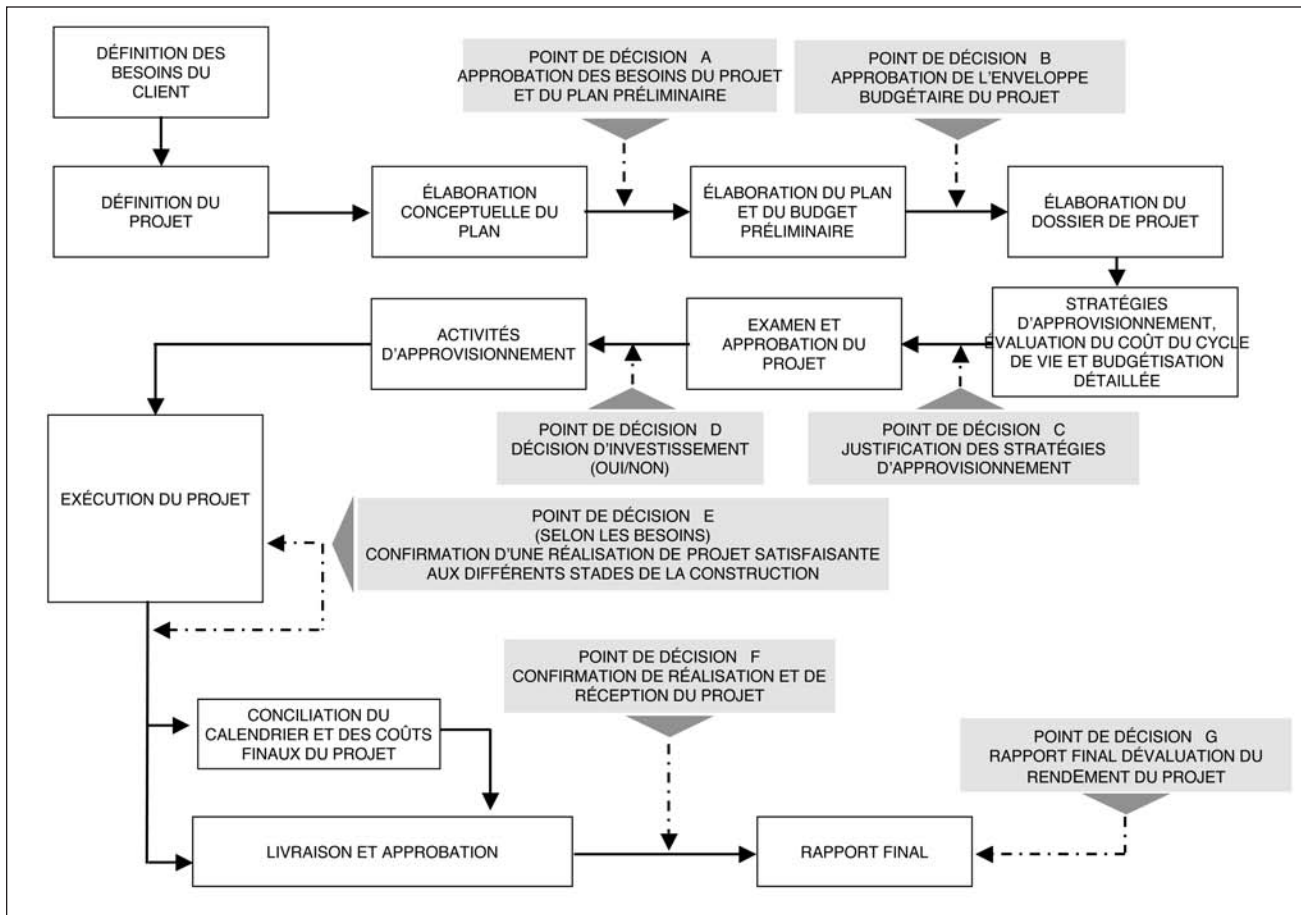 DÉFINITION DES
BESOINS DU
CLIENT
POINT DE DÉCISION A
APPROBATION DES BESOINS DU PROJET
ET DU PLAN PRÉLIMINAIRE
POINT DE DÉCISION B
APPROBATION DE L'ENVELOPPE
BUDGÉTAIRE DU PROJET
DÉFINITION DU
PROJET
ÉLABORATION
CONCEPTUELLE DU
PLAN
ÉLABORATION DU PLAN
ET DU BUDGET
PRÉLIMINAIRE
ÉLABORATION DU
DOSSIER DE PROJET
STRATÉGIES
D'APPROVISIONNEMENT,
ÉVALUATION DU COÛT DU CYCLE
DE VIE ET BUDGÉTISATION
DÉTAILLÉE
EXAMEN ET
APPROBATION DU
PROJET
ACTIVITÉS
D'APPROVISIONNEMENT
POINT DE DÉCISION D
DÉCISION D'INVESTISSEMENT
(OUI/NON)
POINT DE DÉCISION C
JUSTIFICATION DES STRATÉGIES
D'APPROVISIONNEMENT
EXÉCUTION DU PROJET
POINT DE DÉCISION E
(SELON LES BESOINS)
CONFIRMATION D'UNE RÉALISATION DE PROJET SATISFAISANTE
AUX DIFFÉRENTS STADES DE LA CONSTRUCTION
POINT DE DÉCISION F
CONFIRMATION DE RÉALISATION ET DE
RÉCEPTION DU PROJET
CONCILIATION DU
CALENDRIER ET DES COÛTS
FINAUX DU PROJET
POINT DE DÉCISION G
RAPPORT FINAL DÉVALUATION DU
RENDEMENT DU PROJET
LIVRAISON ET APPROBATION
RAPPORT FINAL